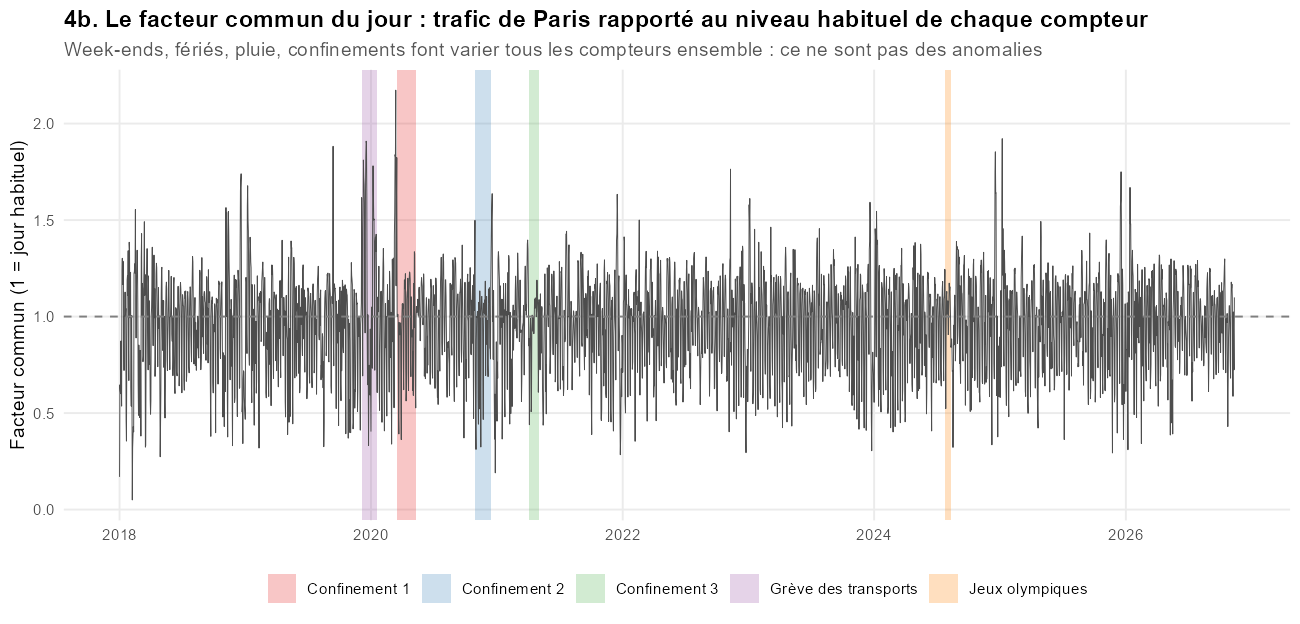 4b. Le facteur commun du jour : trafic de Paris rapporté au niveau habituel de chaque compteur
Week-ends, fériés, pluie, confinements font varier tous les compteurs ensemble : ce ne sont pas des anomalies
Facteur commun (1 = jour habituel)
2.0
1.5
1.0
0.5
0.0
2018 2020 2022 2024 2026
Confinement 1 Confinement 2 Confinement 3 Grève des transports Jeux olympiques